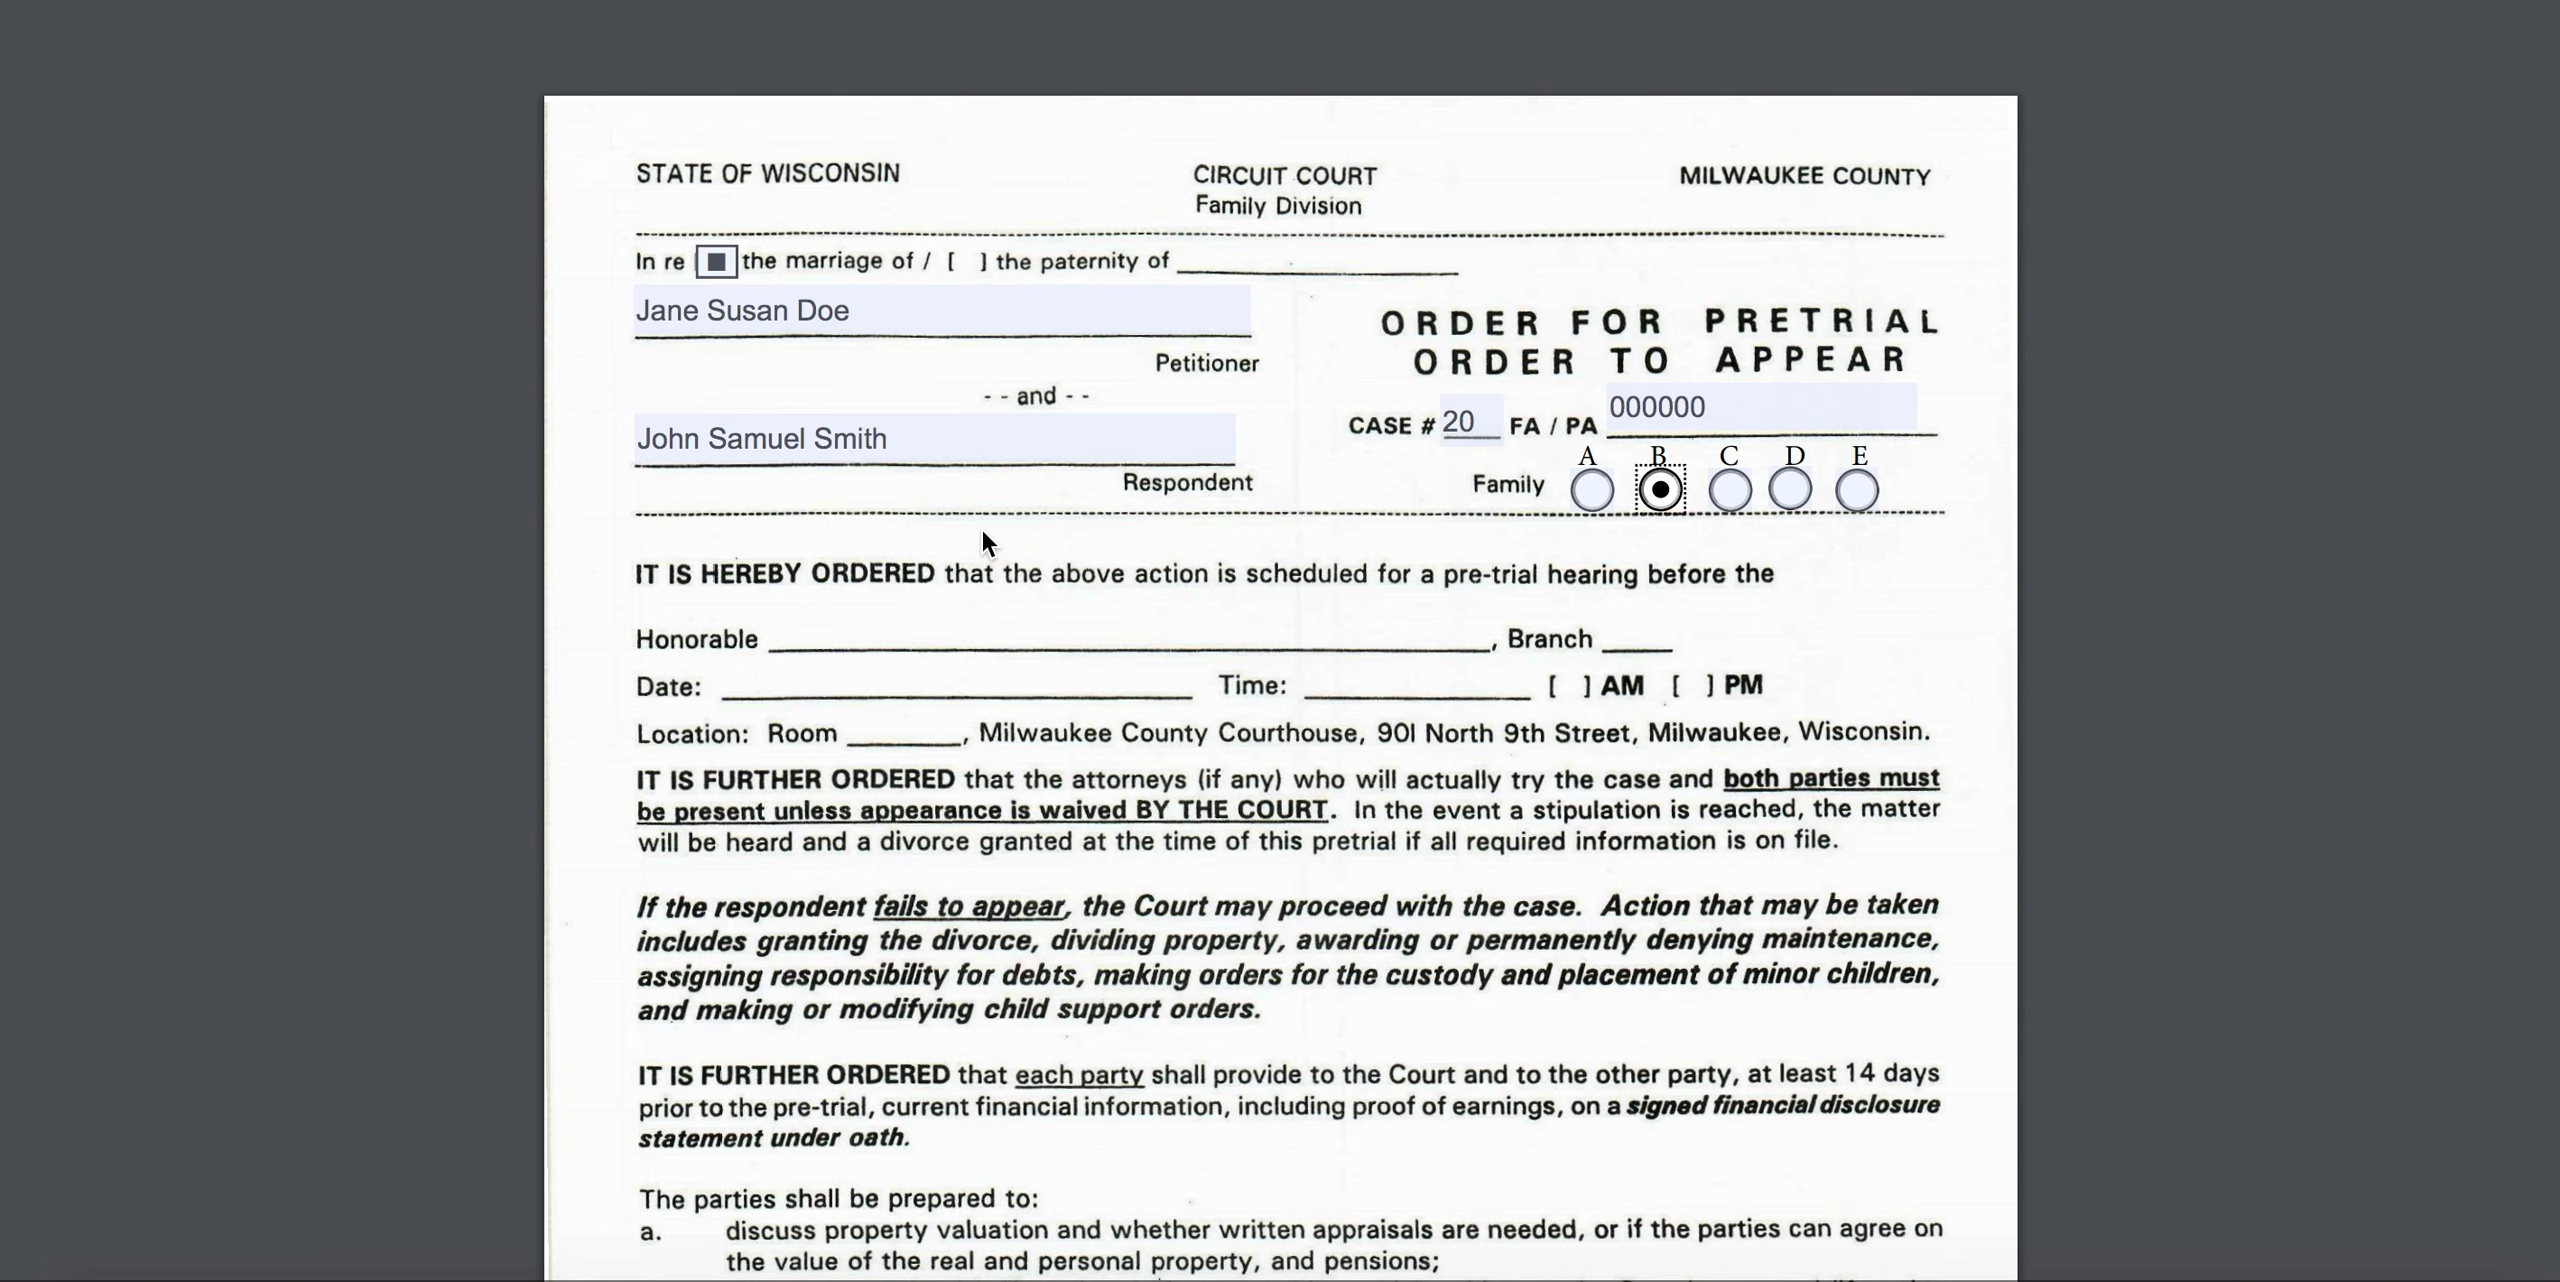 STATE OF WISCONSIN CIRCUIT COURT MILWAUKEE COUNTY
Family Division
In re [■] the marriage of / [ ] the paternity of
Jane Susan Doe
ORDER FOR PRETRIAL
Petitioner
ORDER TO APPEAR
- - and - -
CASE # 20 FA / PA 000000
John Samuel Smith
A B C D E
Respondent
Family
IT IS HEREBY ORDERED that the above action is scheduled for a pre-trial hearing before the
Honorable ____, Branch ____
Date: ____ Time: ____ [ ] AM [ ] PM
Location: Room ____, Milwaukee County Courthouse, 901 North 9th Street, Milwaukee, Wisconsin.
IT IS FURTHER ORDERED that the attorneys (if any) who will actually try the case and both parties must
be present unless appearance is waived BY THE COURT. In the event a stipulation is reached, the matter
will be heard and a divorce granted at the time of this pretrial if all required information is on file.
If the respondent fails to appear, the Court may proceed with the case. Action that may be taken
includes granting the divorce, dividing property, awarding or permanently denying maintenance,
assigning responsibility for debts, making orders for the custody and placement of minor children,
and making or modifying child support orders.
IT IS FURTHER ORDERED that each party shall provide to the Court and to the other party, at least 14 days
prior to the pre-trial, current financial information, including proof of earnings, on a signed financial disclosure
statement under oath.
The parties shall be prepared to:
a. discuss property valuation and whether written appraisals are needed, or if the parties can agree on
the value of the real and personal property, and pensions;